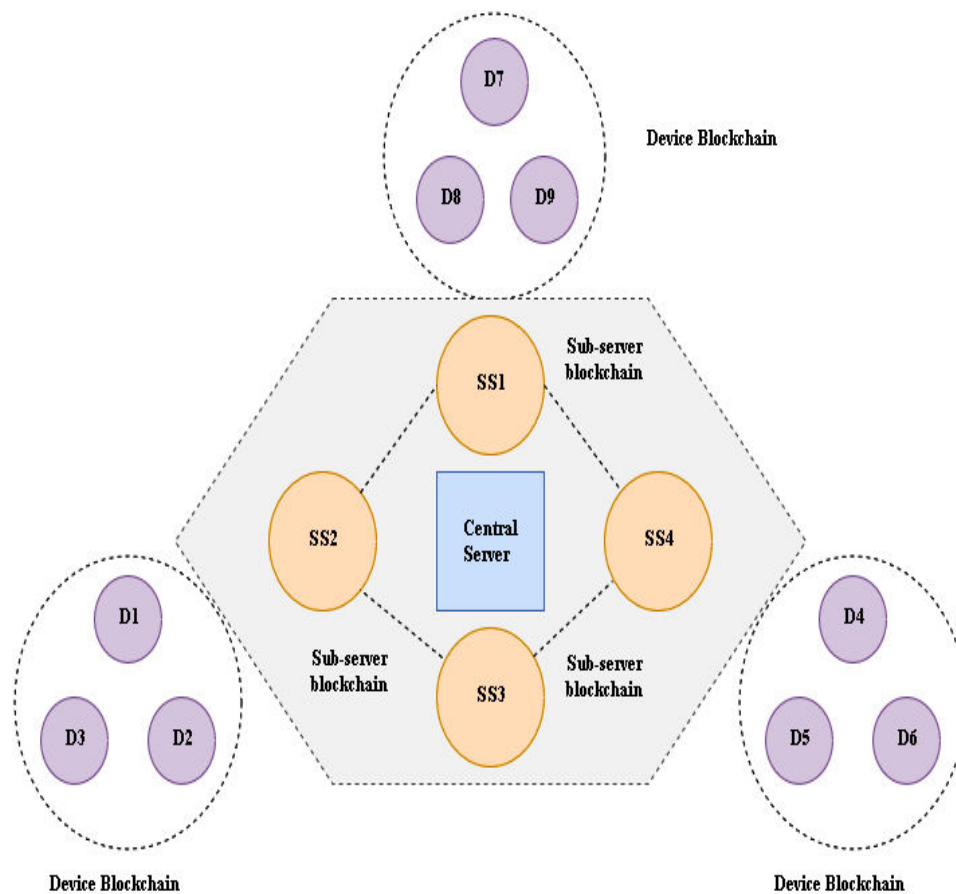 D7
Device Blockchain
D8
D9
Sub-server
blockchain
SS1
SS2
Central
Server
SS4
D1
D4
Sub-server
blockchain
SS3
Sub-server
blockchain
D3
D2
D5
D6
Device Blockchain
Device Blockchain